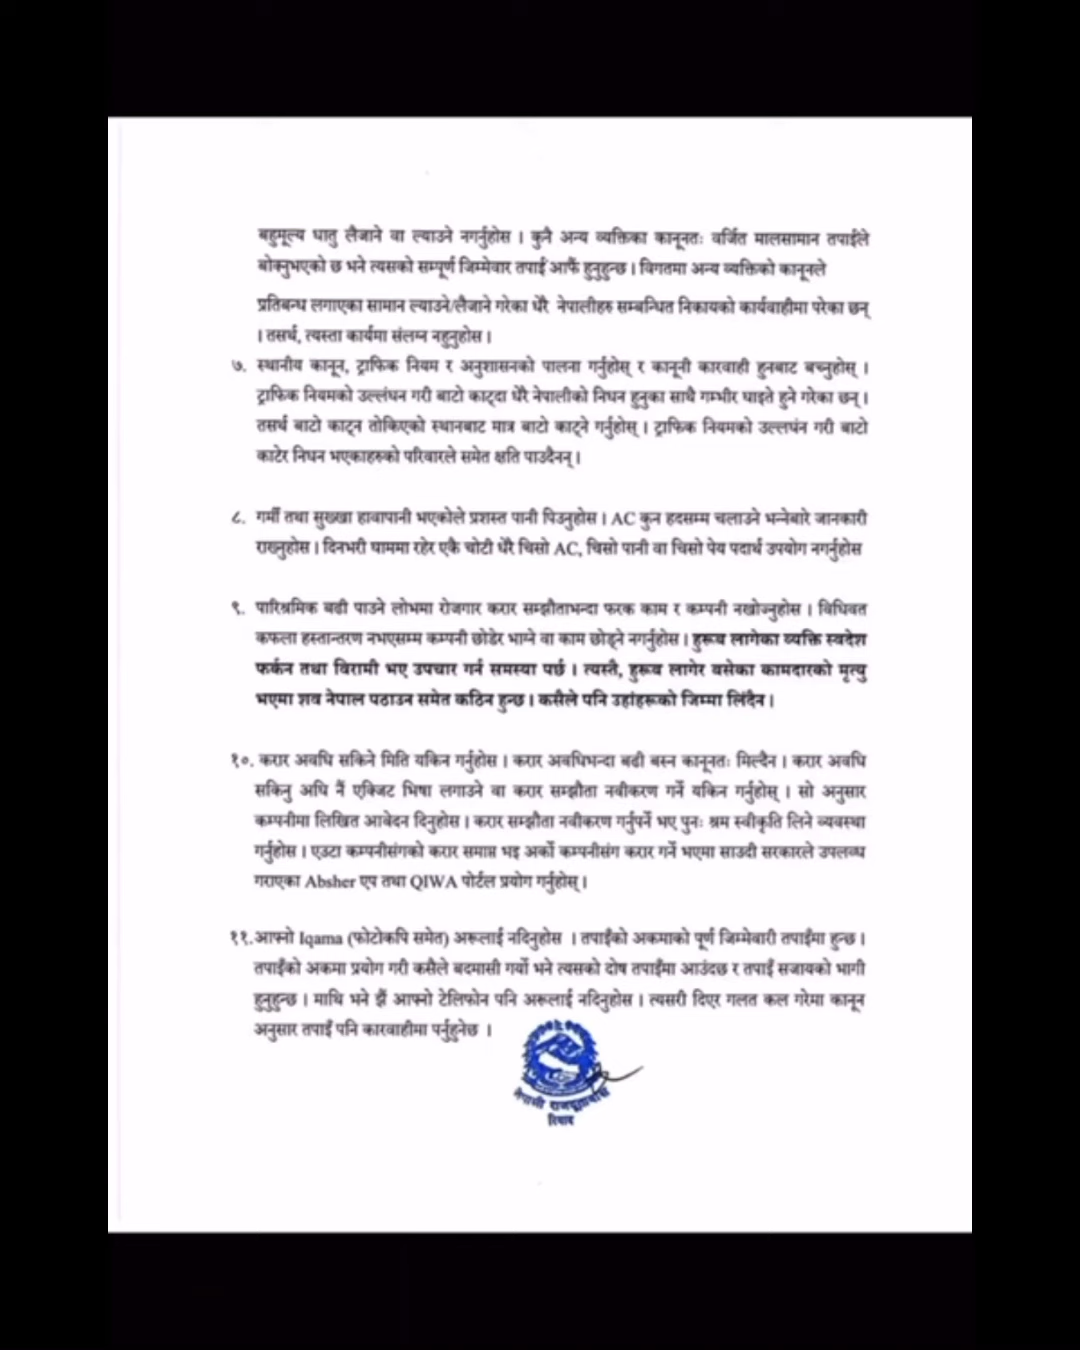 बहुमूल्य धातु लैजाने वा ल्याउने नगर्नुहोस । कुनै अन्य व्यक्तिका कानूनतः वर्जित मालसामान तपाईले
बोक्नुभएको छ भने त्यसको सम्पूर्ण जिम्मेवार तपाई आफैं हुनुहुन्छ । विगतमा अन्य व्यक्तिको कानूनले
प्रतिबन्ध लगाएका सामान ल्याउने/लैजाने गरेका धेरै नेपालीहरु सम्बन्धित निकायको कार्यवाहीमा परेका छन्
। तसर्थ, त्यस्ता कार्यमा संलग्न नहुनुहोस ।
७. स्थानीय कानून, ट्राफिक नियम र अनुशासनको पालना गर्नुहोस् र कानूनी कारवाही हुनबाट बच्नुहोस् ।
ट्राफिक नियमको उल्लंघन गरी बाटो काट्दा धेरै नेपालीको निधन हुनुका साथै गम्भीर घाइते हुने गरेका छन् ।
तसर्थ बाटो काट्न तोकिएको स्थानबाट मात्र बाटो काट्ने गर्नुहोस् । ट्राफिक नियमको उल्लघंन गरी बाटो
काटेर निधन भएकाहरुको परिवारले समेत क्षति पाउदैनन् ।
८. गर्मी तथा सुख्खा हावापानी भएकोले प्रशस्त पानी पिउनुहोस । AC कुन हदसम्म चलाउने भन्नेबारे जानकारी
राख्नुहोस । दिनभरी घाममा रहेर एकै चोटी धेरै चिसो AC, चिसो पानी वा चिसो पेय पदार्थ उपयोग नगर्नुहोस
९. पारिश्रमिक बढी पाउने लोभमा रोजगार करार सम्झौताभन्दा फरक काम र कम्पनी नखोज्नुहोस । विधिवत
कफला हस्तान्तरण नभएसम्म कम्पनी छोडेर भाग्ने वा काम छोड्ने नगर्नुहोस । हुरूव लागेका व्यक्ति स्वदेश
फर्कन तथा विरामी भए उपचार गर्न समस्या पर्छ । त्यस्तै, हुरूव लागेर वसेका कामदारको मृत्यु
भएमा शव नेपाल पठाउन समेत कठिन हुन्छ । कसैले पनि उहांहरूको जिम्मा लिंदैन ।
१०. करार अवधि सकिने मिति यकिन गर्नुहोस । करार अवधिभन्दा बढी बस्न कानूनतः मिल्दैन । करार अवधि
सकिनु अघि नैं एक्जिट भिषा लगाउने वा करार सम्झौता नवीकरण गर्ने यकिन गर्नुहोस् । सो अनुसार
कम्पनीमा लिखित आवेदन दिनुहोस । करार सम्झौता नवीकरण गर्नुपर्ने भए पुनः श्रम स्वीकृति लिने व्यवस्था
गर्नुहोस । एउटा कम्पनीसंगको करार समाप्त भइ अर्को कम्पनीसंग करार गर्ने भएमा साउदी सरकारले उपलव्ध
गराएका Absher एप तथा QIWA पोर्टल प्रयोग गर्नुहोस् ।
११. आफ्नो Iqama (फोटोकपि समेत) अरूलाई नदिनुहोस । तपाइँको अकमाको पूर्ण जिम्मेवारी तपाइँमा हुन्छ ।
तपाइँको अकमा प्रयोग गरी कसैले बदमासी गर्यो भने त्यसको दोष तपाइँमा आउंदछ र तपाइँ सजायको भागी
हुनुहुन्छ । माथि भने झैं आफ्नो टेलिफोन पनि अरूलाई नदिनुहोस । त्यसरी दिएर गलत कल गरेमा कानून
अनुसार तपाइँ पनि कारवाहीमा पर्नुहुनेछ ।
नेपाली राजदूतावास
रियाद